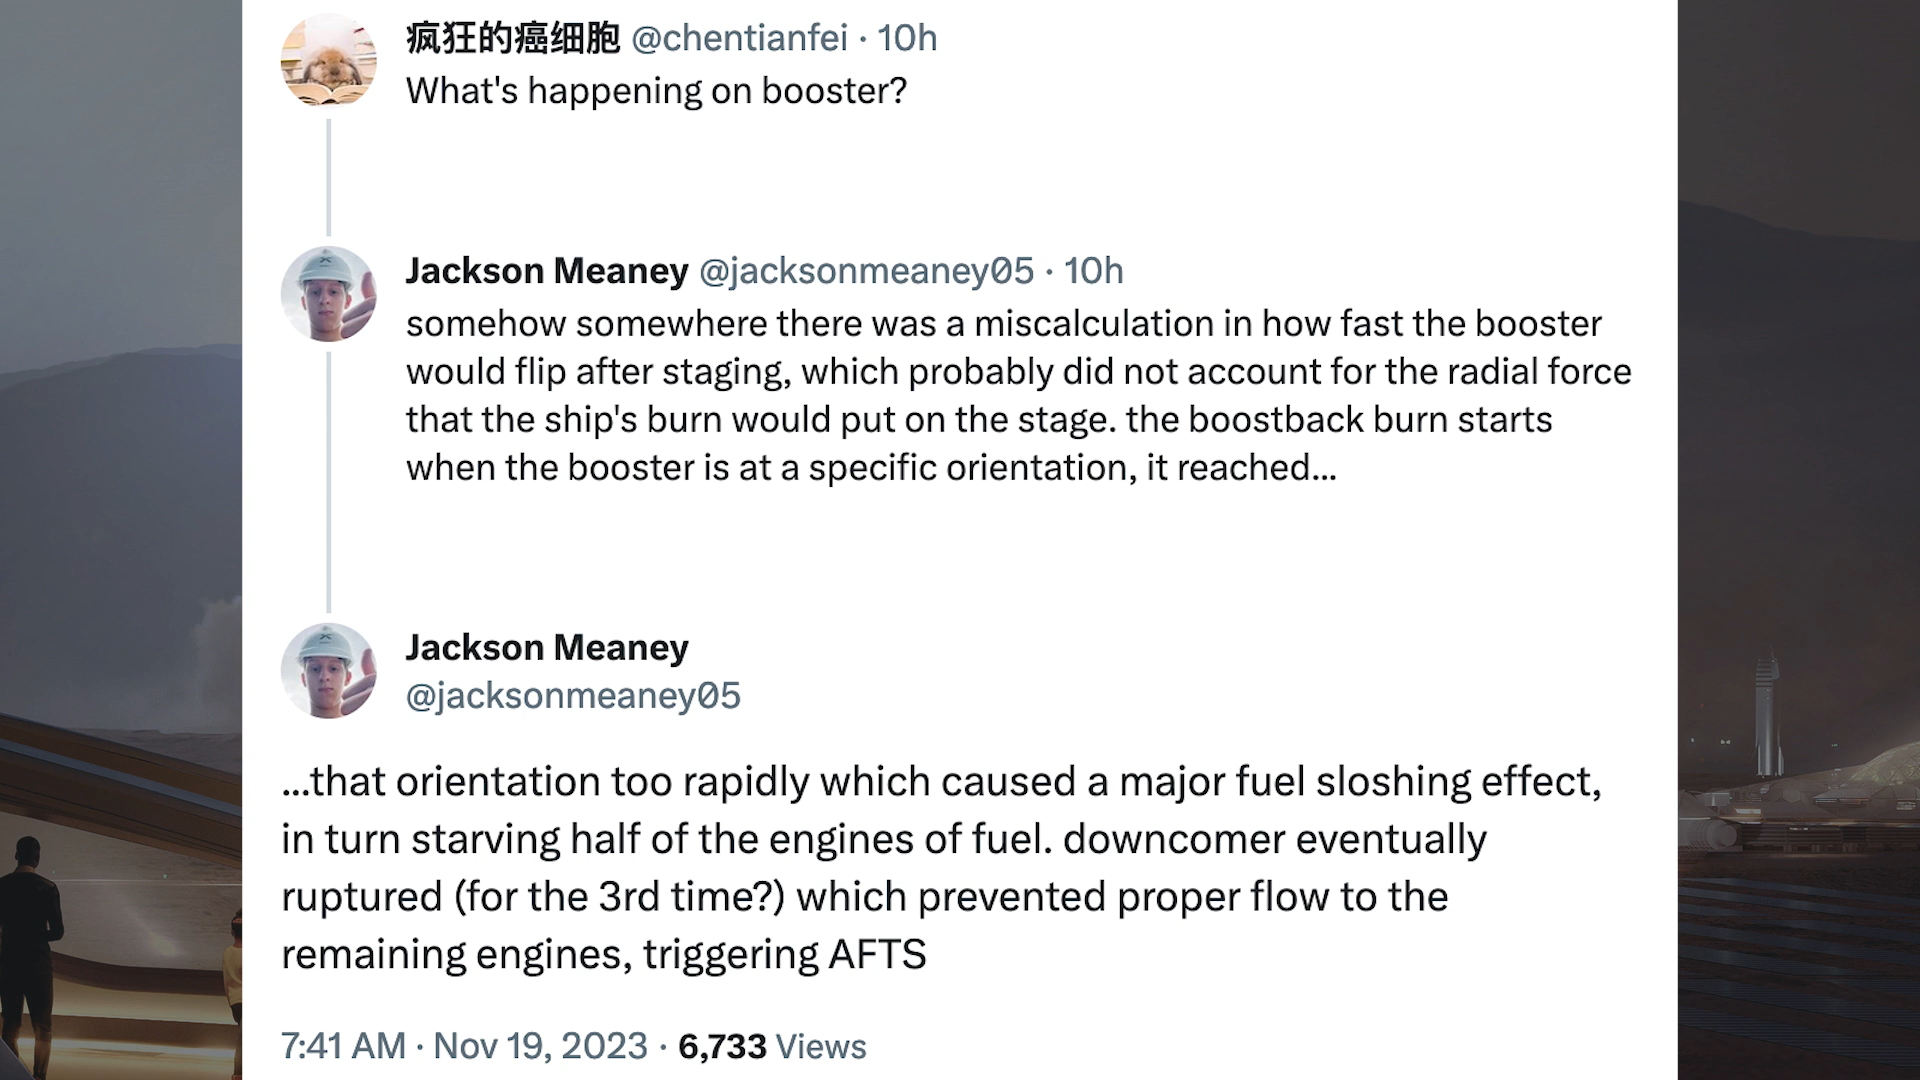 疯狂的癌细胞 @chentianfei · 10h
What's happening on booster?
Jackson Meaney @jacksonmeaney05 · 10h
somehow somewhere there was a miscalculation in how fast the booster
would flip after staging, which probably did not account for the radial force
that the ship's burn would put on the stage. the boostback burn starts
when the booster is at a specific orientation, it reached...
Jackson Meaney
@jacksonmeaney05
...that orientation too rapidly which caused a major fuel sloshing effect,
in turn starving half of the engines of fuel. downcomer eventually
ruptured (for the 3rd time?) which prevented proper flow to the
remaining engines, triggering AFTS
7:41 AM · Nov 19, 2023 · 6,733 Views